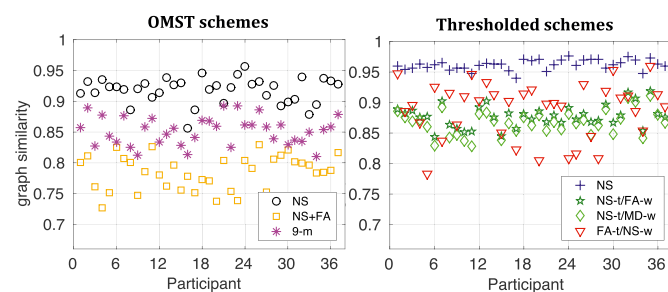 OMST schemes
Thresholded schemes
1
0.95
0.9
0.85
0.8
0.75
0.7
graph similarity
NS
NS+FA
9-m
0
6
12
18
24
30
36
Participant
1
0.95
0.9
0.85
0.8
0.75
0.7
NS
NS-t/FA-w
NS-t/MD-w
FA-t/NS-w
0
6
12
18
24
30
36
Participant